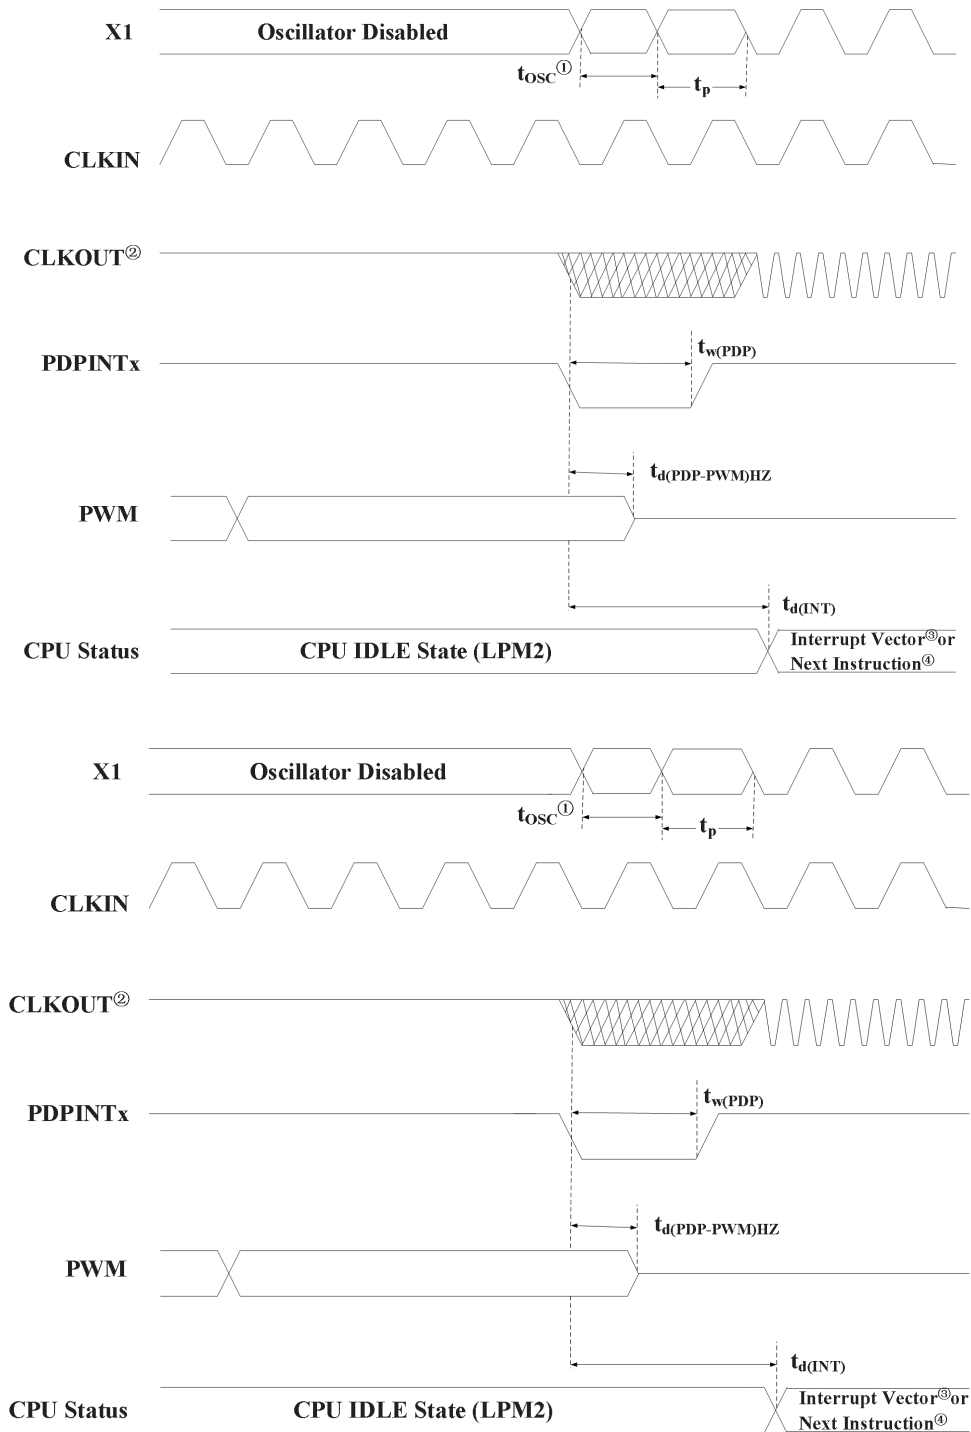 X1
Oscillator Disabled
tOSC①
tp
CLKIN
CLKOUT②
PDPINTx
tw(PDP)
td(PDP-PWM)HZ
PWM
td(INT)
CPU Status
CPU IDLE State (LPM2)
Interrupt Vector③or
Next Instruction④
X1
Oscillator Disabled
tOSC①
tp
CLKIN
CLKOUT②
PDPINTx
tw(PDP)
td(PDP-PWM)HZ
PWM
td(INT)
CPU Status
CPU IDLE State (LPM2)
Interrupt Vector③or
Next Instruction④